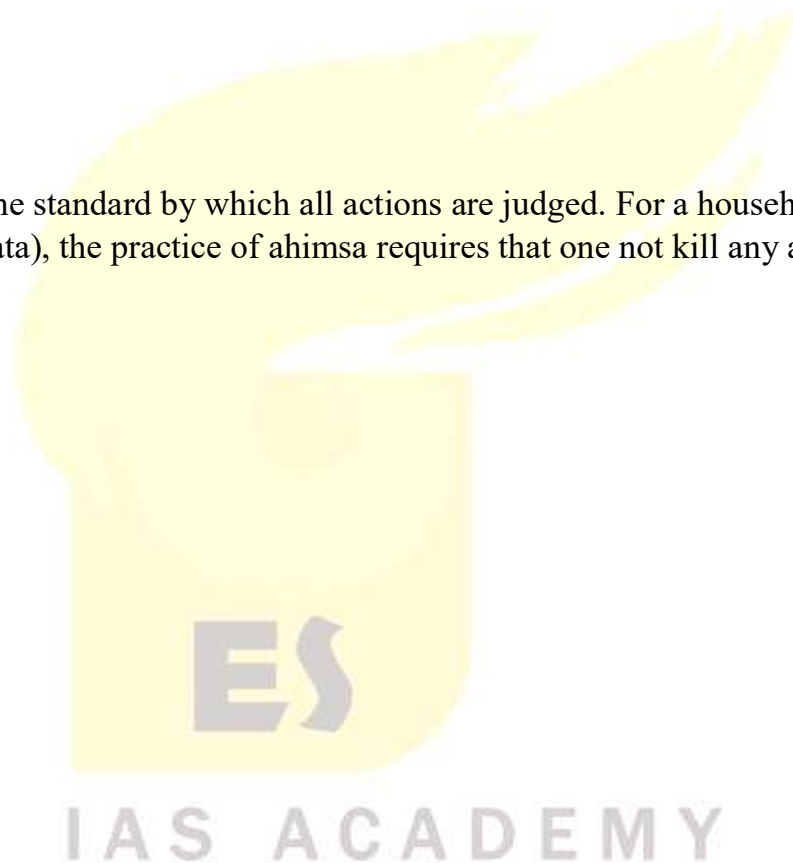 ne standard by which all actions are judged. For a househ
ata), the practice of ahimsa requires that one not kill any a
ES
IAS ACADEMY